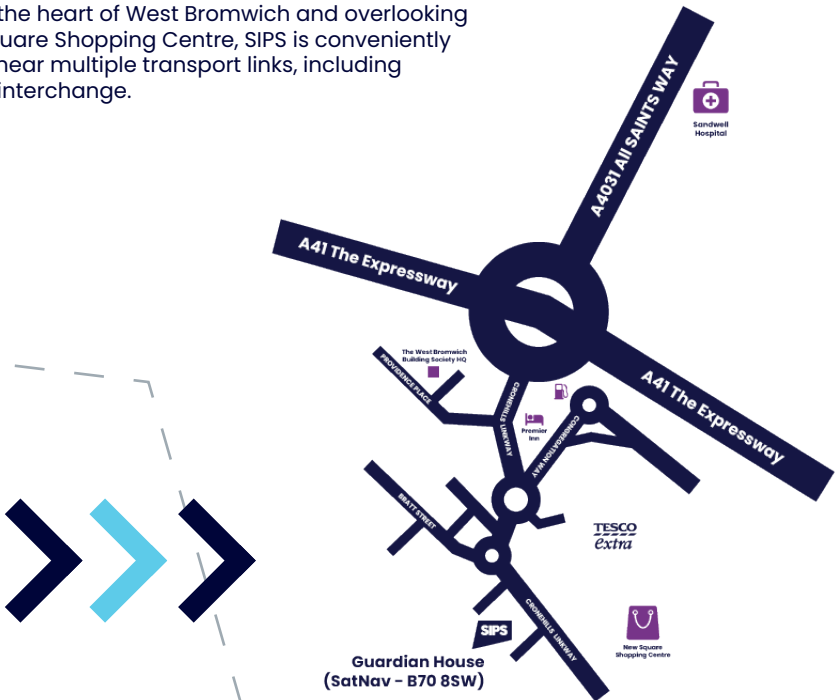 the heart of West Bromwich and overlooking
uare Shopping Centre, SIPS is conveniently
near multiple transport links, including
interchange.
A4031 All SAINTS WAY
Sandwell
Hospital
A41 The Expressway
The West Bromwich
Building Society HQ
PROVIDENCE PLACE
CRONEHILLS LINKWAY
Premier
Inn
CONGREGATION WAY
A41 The Expressway
BRATT STREET
TESCO
extra
CRONEHILLS LINKWAY
SIPS
New Square
Shopping Centre
Guardian House
(SatNav - B70 8SW)